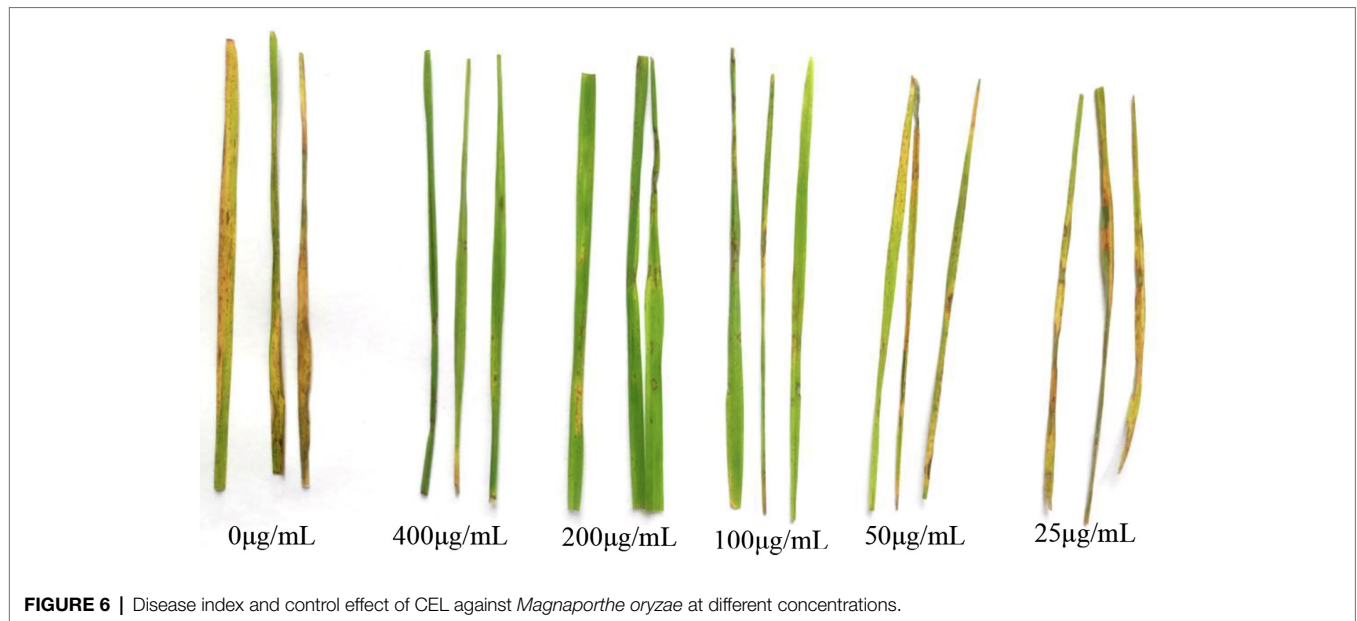 0μg/mL 400μg/mL 200μg/mL 100μg/mL 50μg/mL 25μg/mL
FIGURE 6 | Disease index and control effect of CEL against Magnaporthe oryzae at different concentrations.